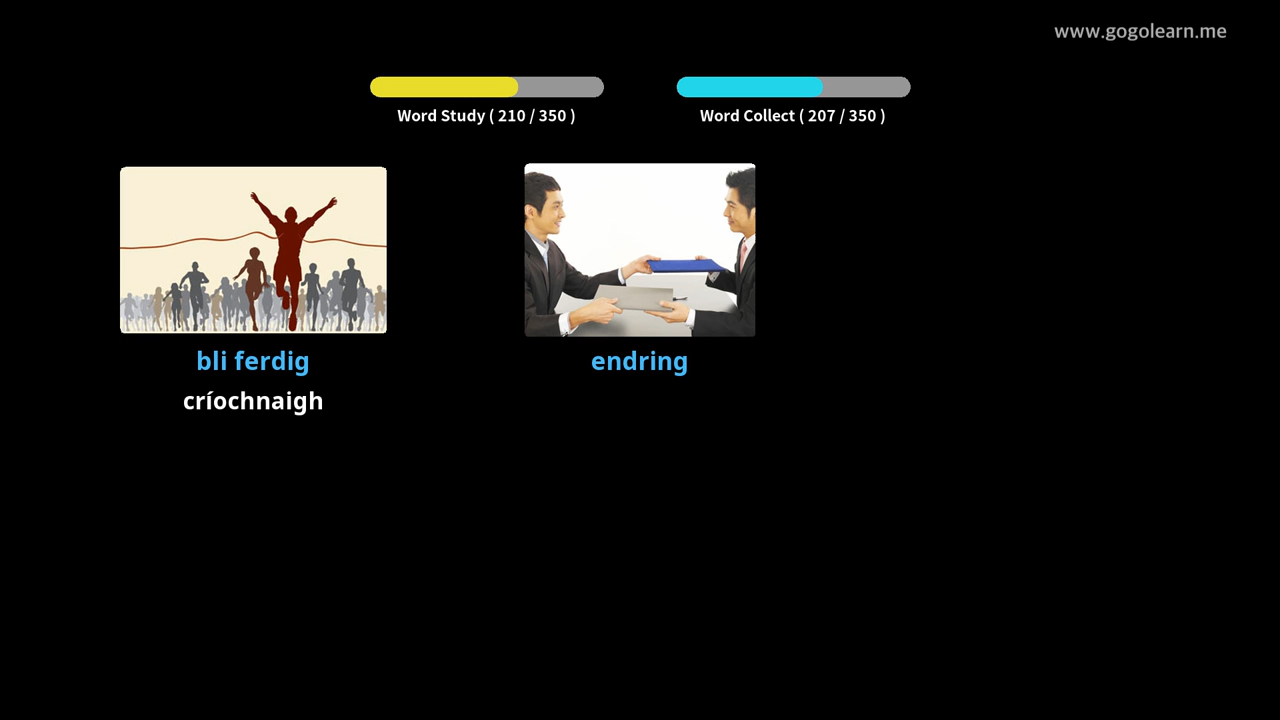 www.gogolearn.me
Word Study ( 210 / 350 )
Word Collect ( 207 / 350 )
bli ferdig
críochnaigh
endring